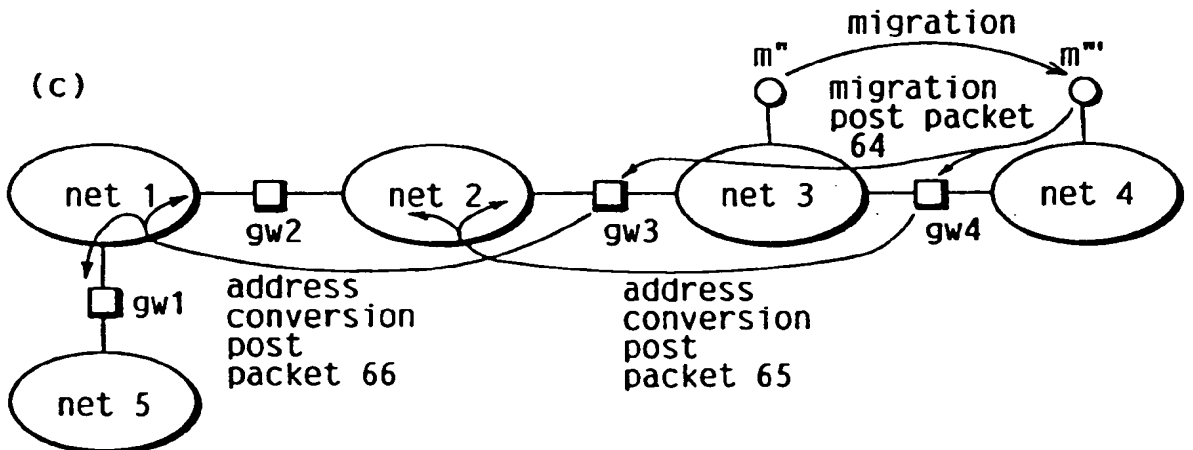 migration
m" m"'
(c)
migration
post packet
64
net 1
net 2
net 3
net 4
gw2
gw3
gw4
address
conversion
post
packet 66
address
conversion
post
packet 65
gw1
net 5